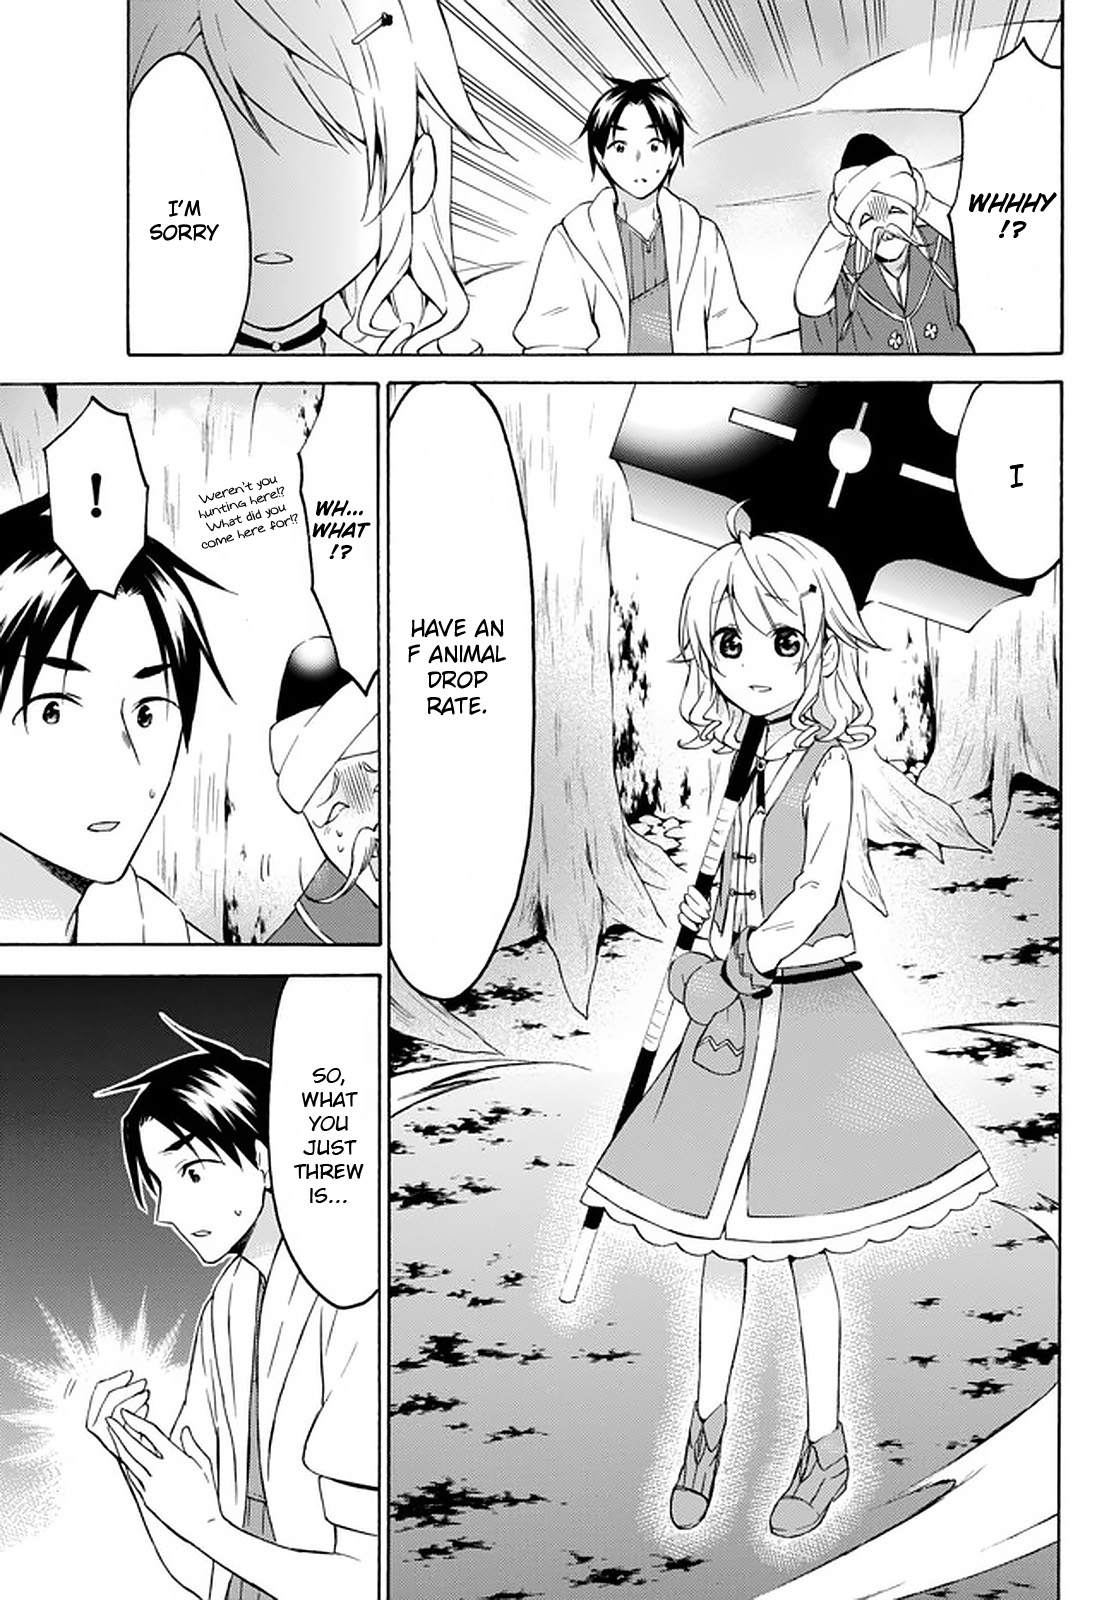 WHHHY
!?
I'M
SORRY
I
HAVE AN
F ANIMAL
DROP
RATE.
WH...
WHAT
!?
Weren't you
hunting here!?
What did you
come here for!?
!
SO,
WHAT
YOU
JUST
THREW
IS...